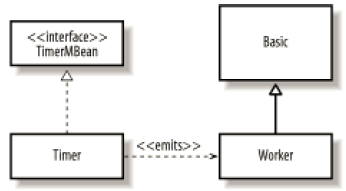 <<interface>>
TimerMBean
Basic
<<emits>>
Timer
Worker